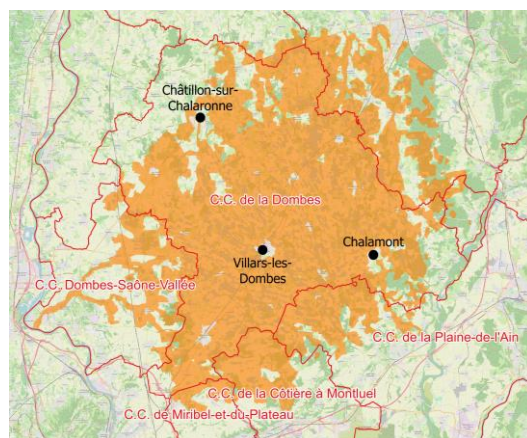 Châtillon-sur-
Chalaronne
C.C. de la Dombes
Chalamont
Villars-les-
Dombes
C.C. Dombes-Saône-Vallée
C.C. de la Plaine-de-l'Ain
C.C. de la Côtière à Montluel
C.C. de Miribel-et-du-Plateau